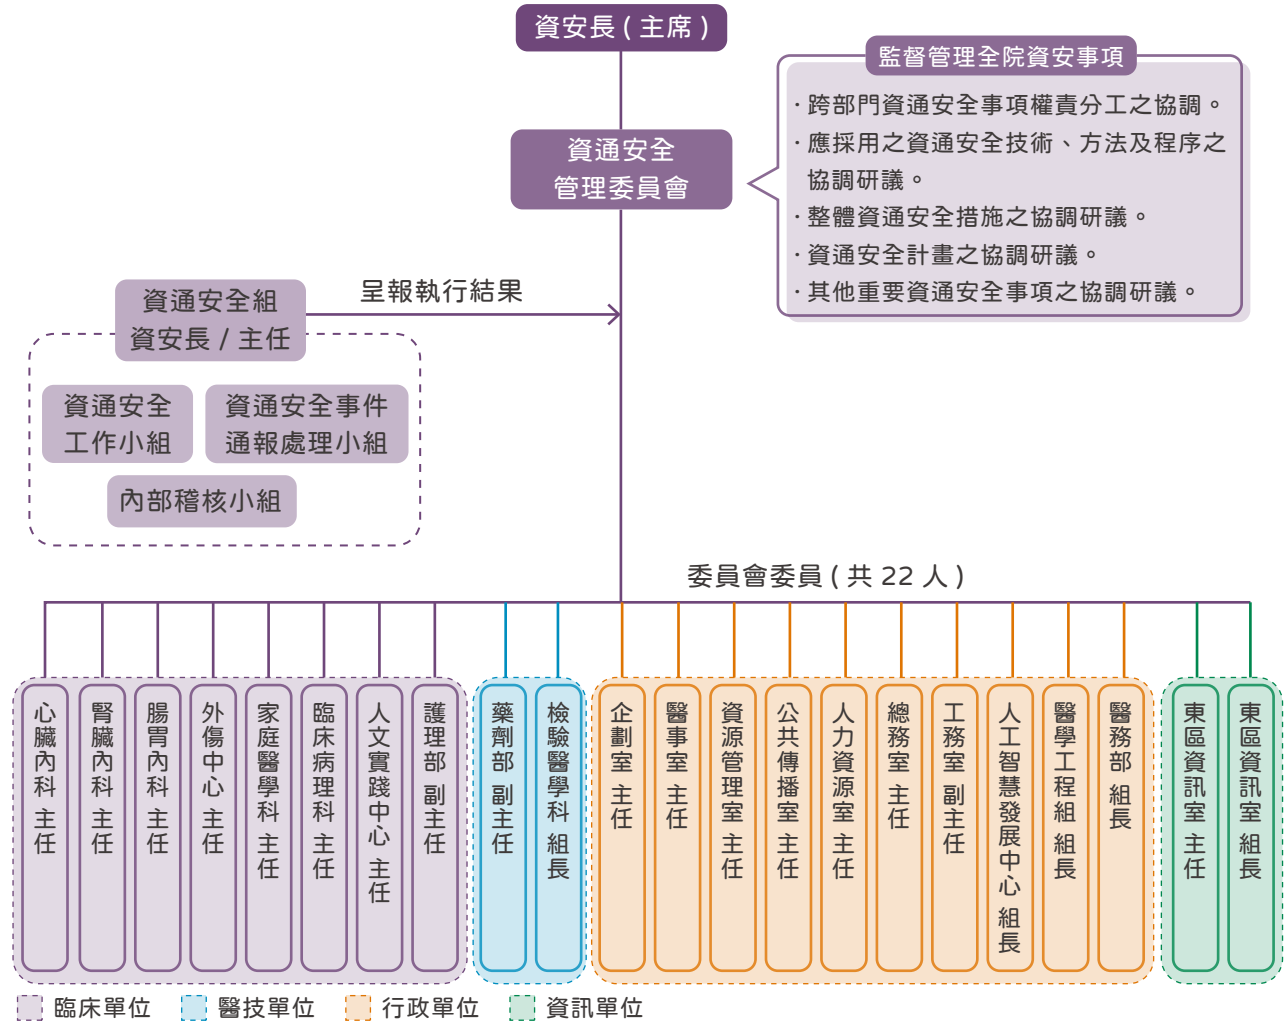 資安長 ( 主席 )
資通安全
管理委員會
監督管理全院資安事項
· 跨部門資通安全事項權責分工之協調。
· 應採用之資通安全技術、方法及程序之
協調研議。
· 整體資通安全措施之協調研議。
· 資通安全計畫之協調研議。
· 其他重要資通安全事項之協調研議。
呈報執行結果
資通安全組
資安長 / 主任
資通安全
工作小組
資通安全事件
通報處理小組
內部稽核小組
委員會委員 ( 共 22 人 )
心臟內科 主任
腎臟內科 主任
腸胃內科 主任
外傷中心 主任
家庭醫學科 主任
臨床病理科 主任
人文實踐中心 主任
護理部 副主任
藥劑部 副主任
檢驗醫學科 組長
企劃室 主任
醫事室 主任
資源管理室 主任
公共傳播室 主任
人力資源室 主任
總務室 主任
工務室 副主任
人工智慧發展中心 組長
醫學工程組 組長
醫務部 組長
東區資訊室 主任
東區資訊室 組長
臨床單位
醫技單位
行政單位
資訊單位